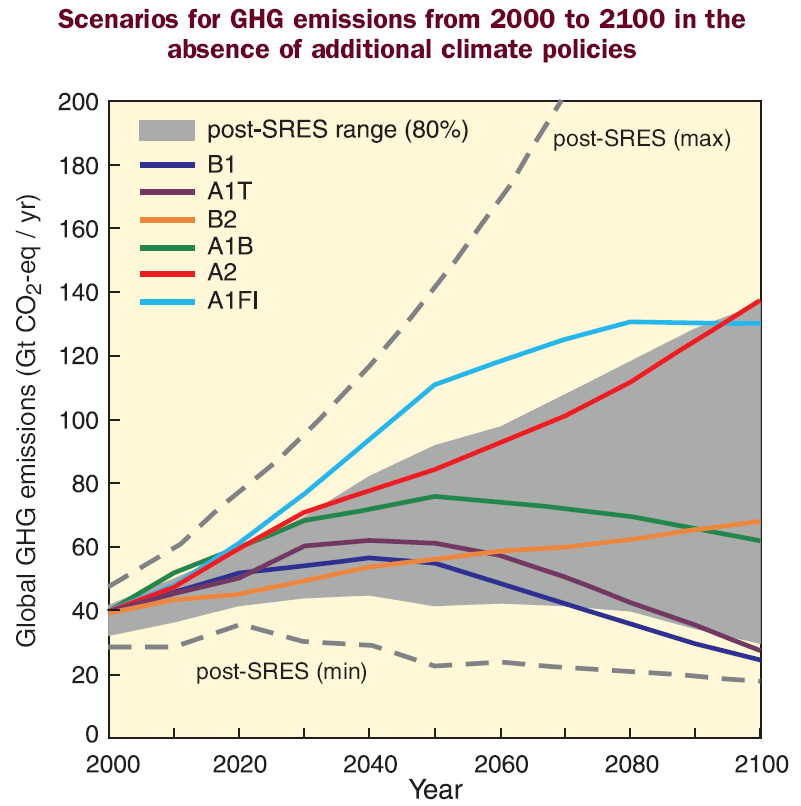 Scenarios for GHG emissions from 2000 to 2100 in the
absence of additional climate policies
200
180
160
140
120
100
80
60
40
20
0
Global GHG emissions (Gt CO₂-eq / yr)
post-SRES range (80%)
B1
A1T
B2
A1B
A2
A1FI
post-SRES (max)
post-SRES (min)
2000 2020 2040 2060 2080 2100
Year